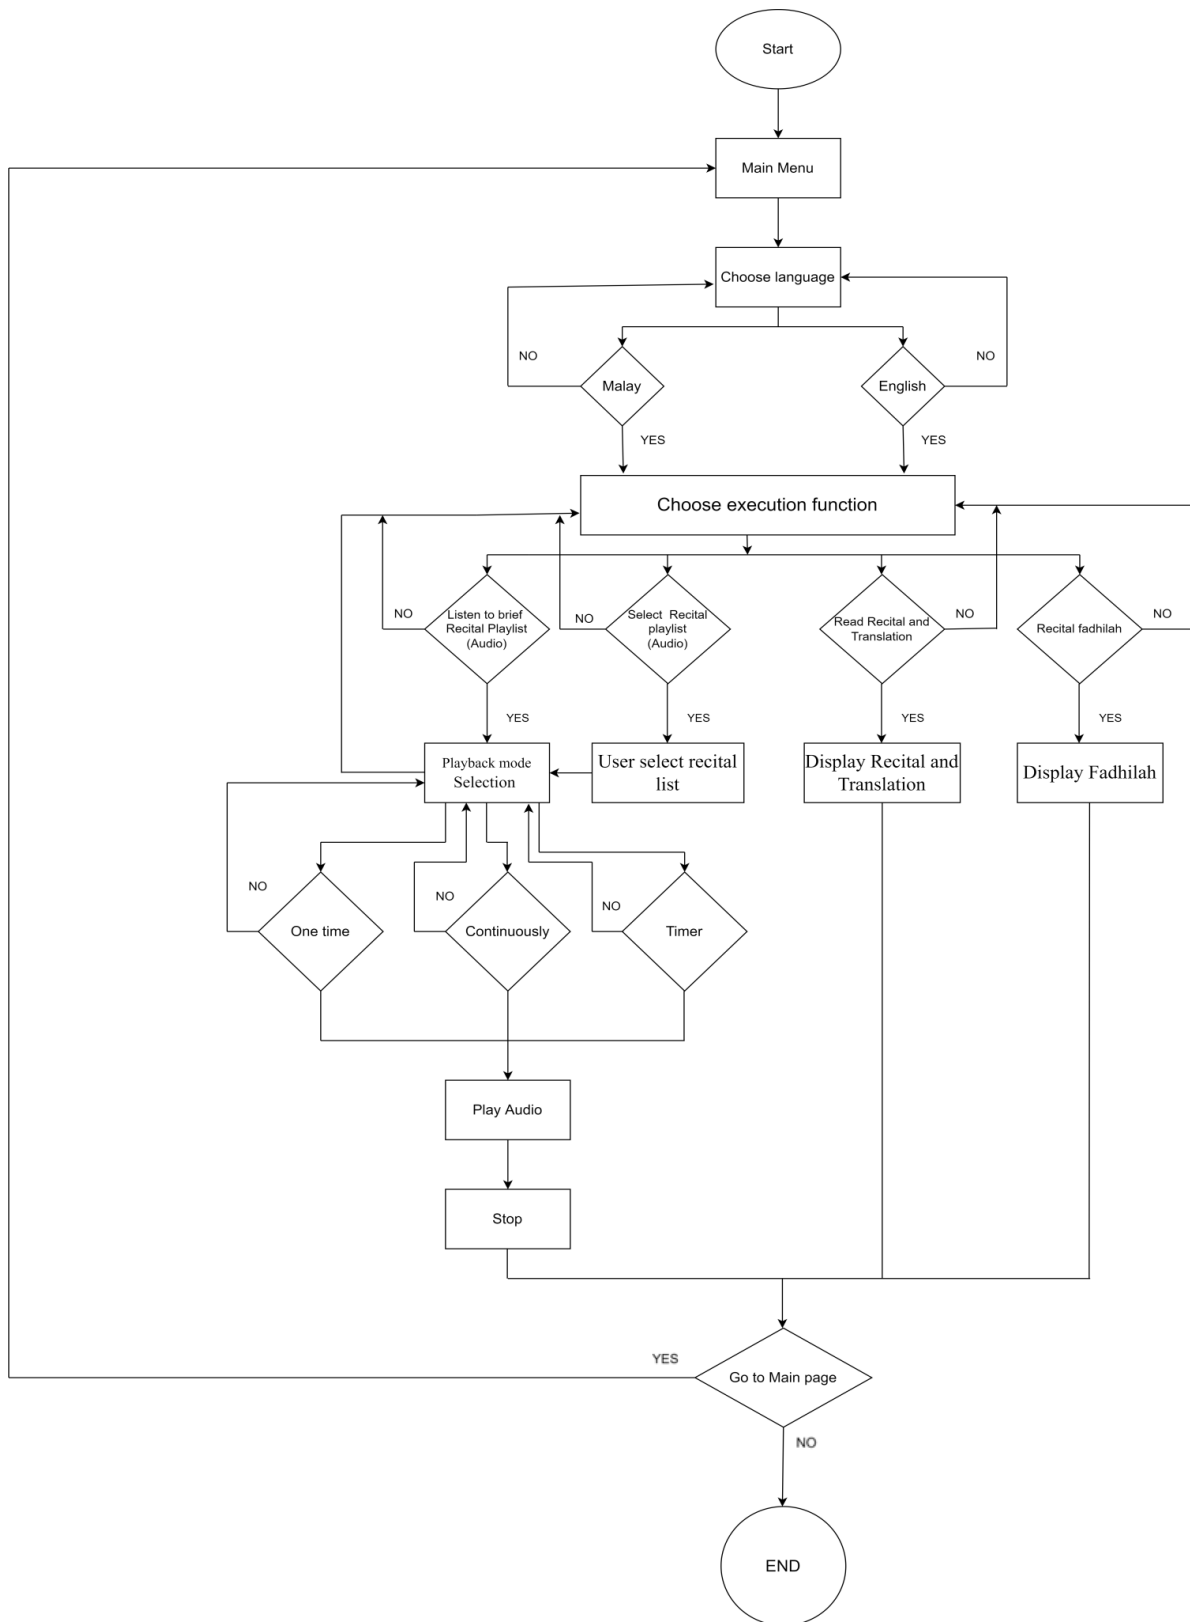 Start
Main Menu
Choose language
NO
NO
Malay
English
YES
YES
Choose execution function
NO
Listen to brief
Recital Playlist
(Audio)
NO
Select Recital
playlist
(Audio)
Read Recital and
Translation
NO
Recital fadhilah
NO
YES
YES
YES
YES
Playback mode
Selection
User select recital
list
Display Recital and
Translation
Display Fadhilah
NO
NO
NO
One time
Continuously
Timer
Play Audio
Stop
YES
Go to Main page
NO
END